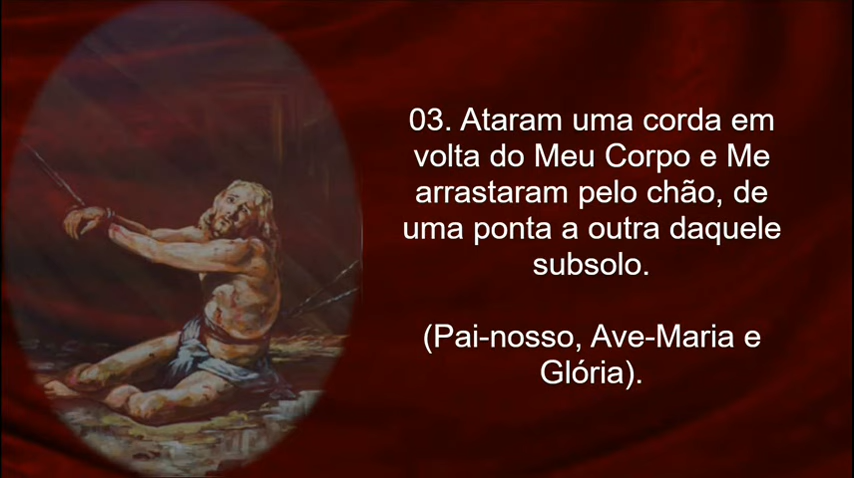 03. Ataram uma corda em
volta do Meu Corpo e Me
arrastaram pelo chão, de
uma ponta a outra daquele
subsolo.
(Pai-nosso, Ave-Maria e
Glória).